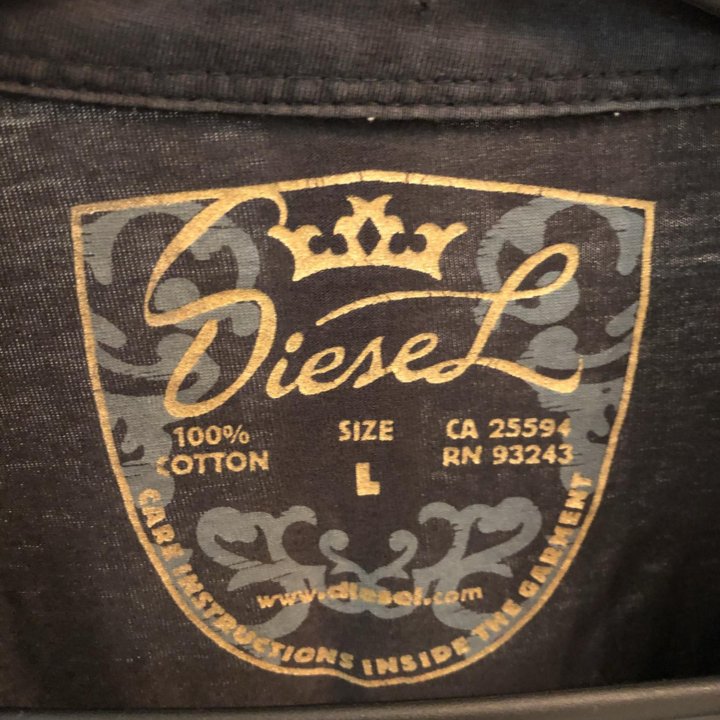 Diesel
100%
COTTON
SIZE
L
CA 25594
RN 93243
www.diesel.com
CARE INSTRUCTIONS INSIDE THE GARMENT